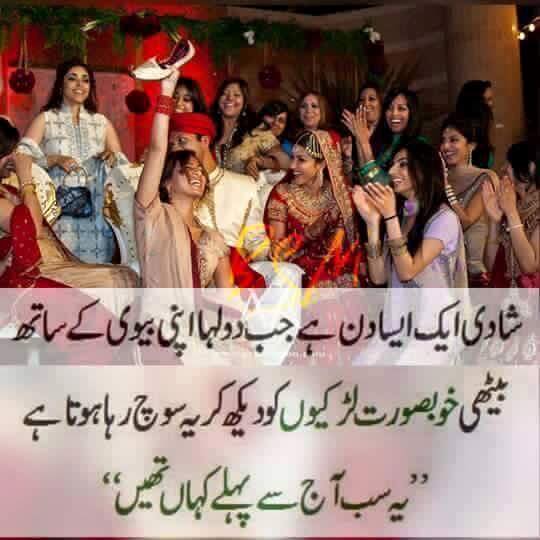 شادی ایک ایسا دن ہے جب دولہا اپنی بیوی کے ساتھ
بیٹھی خوبصورت لڑکیوں کو دیکھ کر یہ سوچ رہا ہوتا ہے
”یہ سب آج سے پہلے کہاں تھیں“